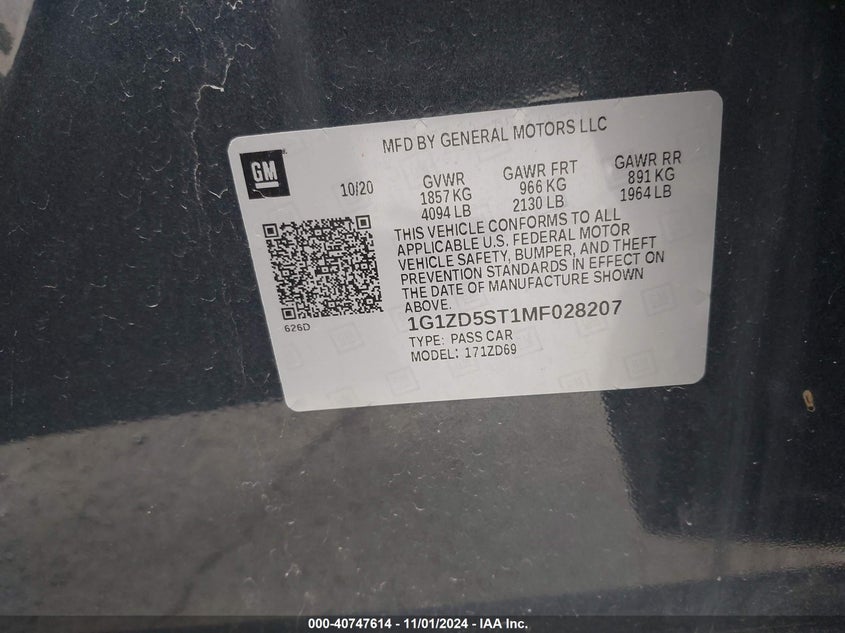 MFD BY GENERAL MOTORS LLC
GM
10/20
GVWR GAWR FRT GAWR RR
1857 KG 966 KG 891 KG
4094 LB 2130 LB 1964 LB
THIS VEHICLE CONFORMS TO ALL
APPLICABLE U.S. FEDERAL MOTOR
VEHICLE SAFETY, BUMPER, AND THEFT
PREVENTION STANDARDS IN EFFECT ON
THE DATE OF MANUFACTURE SHOWN
ABOVE.
626D
1G1ZD5ST1MF028207
TYPE: PASS CAR
MODEL: 171ZD69
000-40747614 - 11/01/2024 - IAA Inc.